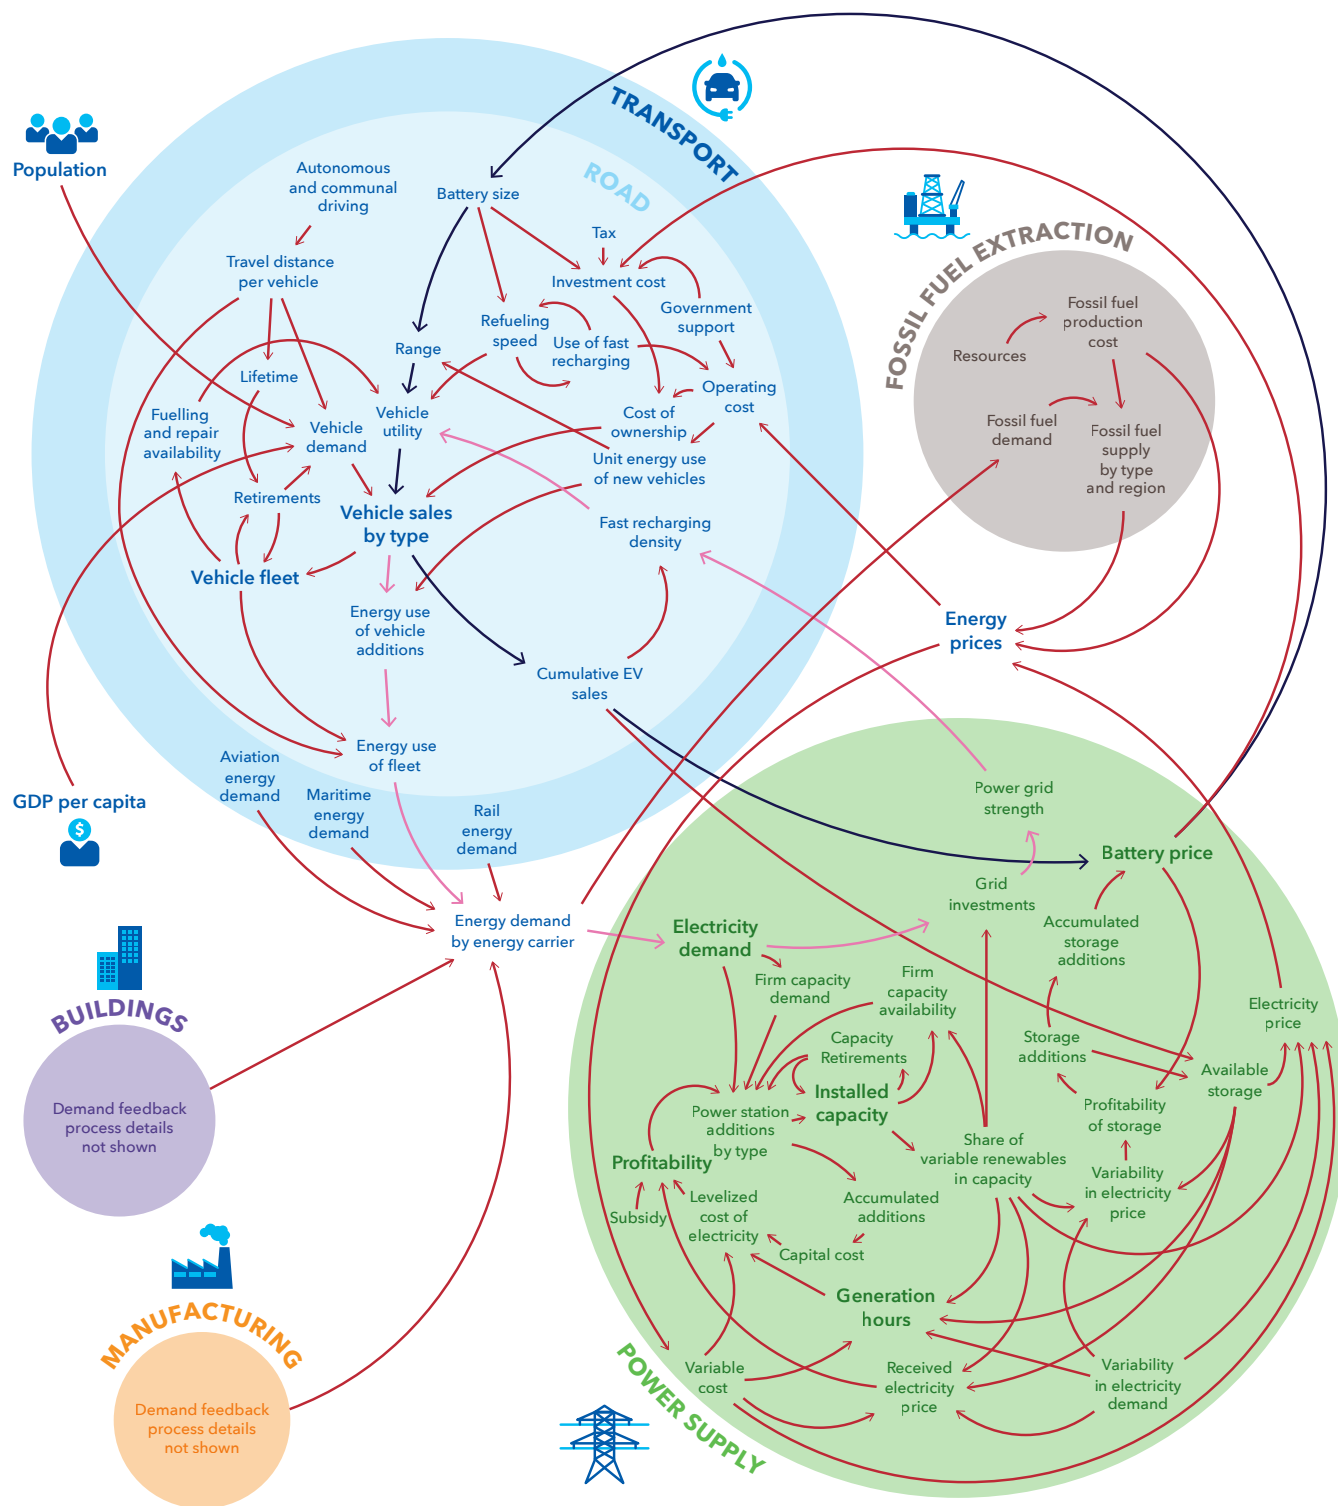 TRANSPORT
ROAD
Population
Autonomous
and communal
driving
Battery size
Tax
Travel distance
per vehicle
Investment cost
Government
support
Refueling
speed
Use of fast
recharging
Range
Lifetime
Operating
cost
Fuelling
and repair
availability
Vehicle
demand
Vehicle
utility
Cost of
ownership
Unit energy use
of new vehicles
Retirements
Vehicle sales
by type
Fast recharging
density
Vehicle fleet
Energy use
of vehicle
additions
Cumulative EV
sales
Energy use
of fleet
Aviation
energy
demand
Maritime
energy
demand
Rail
energy
demand
GDP per capita
$
Energy demand
by energy carrier
FOSSIL FUEL EXTRACTION
Fossil fuel
production
cost
Resources
Fossil fuel
demand
Fossil fuel
supply
by type
and region
Energy
prices
BUILDINGS
Demand feedback
process details
not shown
MANUFACTURING
Demand feedback
process details
not shown
POWER SUPPLY
Power grid
strength
Battery price
Grid
investments
Accumulated
storage
additions
Electricity
demand
Firm capacity
demand
Firm
capacity
availability
Electricity
price
Capacity
Retirements
Storage
additions
Available
storage
Installed
capacity
Power station
additions
by type
Profitability
of storage
Share of
variable renewables
in capacity
Profitability
Variability
in electricity
price
Levelized
cost of
electricity
Accumulated
additions
Subsidy
Capital cost
Generation
hours
Variable
cost
Received
electricity
price
Variability
in electricity
demand